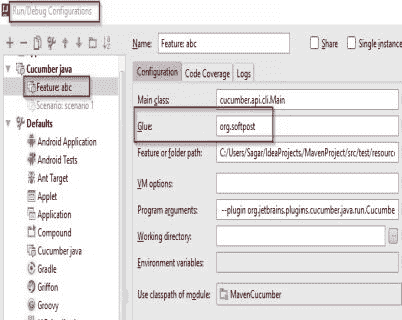 Run/Debug Configurations
Name: Feature: abc
Share
Single instance
Cucumber java
Feature: abc
Scenario: scenario 1
Defaults
Android Application
Android Tests
Ant Target
Applet
Application
Compound
Cucumber java
Gradle
Griffon
Groovy
Configuration
Code Coverage
Logs
Main class: cucumber.api.cli.Main
Glue: org.softpost
Feature or folder path: C:/Users/Sagar/IdeaProjects/MavenProject/src/test/resourc
VM options:
Program arguments: --plugin org.jetbrains.plugins.cucumber.java.run.Cucumbe
Working directory:
Environment variables:
Use classpath of module: MavenCucumber